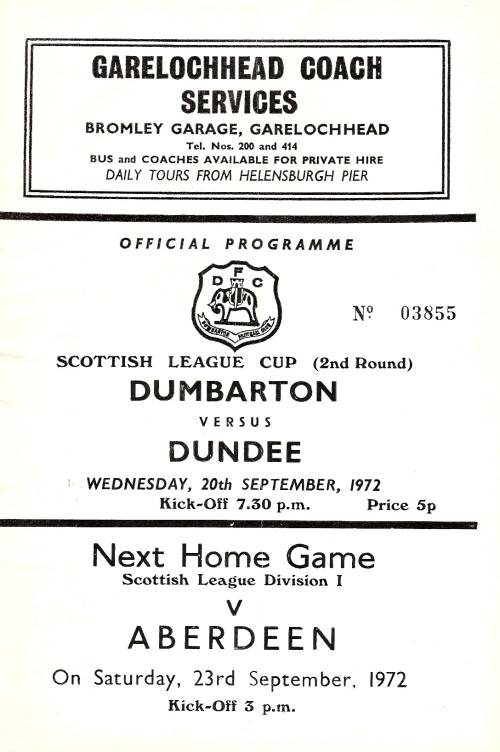 GARELOCHHEAD COACH
SERVICES
BROMLEY GARAGE, GARELOCHHEAD
Tel. Nos. 200 and 414
BUS and COACHES AVAILABLE FOR PRIVATE HIRE
DAILY TOURS FROM HELENSBURGH PIER
OFFICIAL PROGRAMME
D F C
DUMBARTON FOOTBALL CLUB
Nº 03855
SCOTTISH LEAGUE CUP (2nd Round)
DUMBARTON
VERSUS
DUNDEE
WEDNESDAY, 20th SEPTEMBER, 1972
Kick-Off 7.30 p.m. Price 5p
Next Home Game
Scottish League Division I
V
ABERDEEN
On Saturday, 23rd September, 1972
Kick-Off 3 p.m.